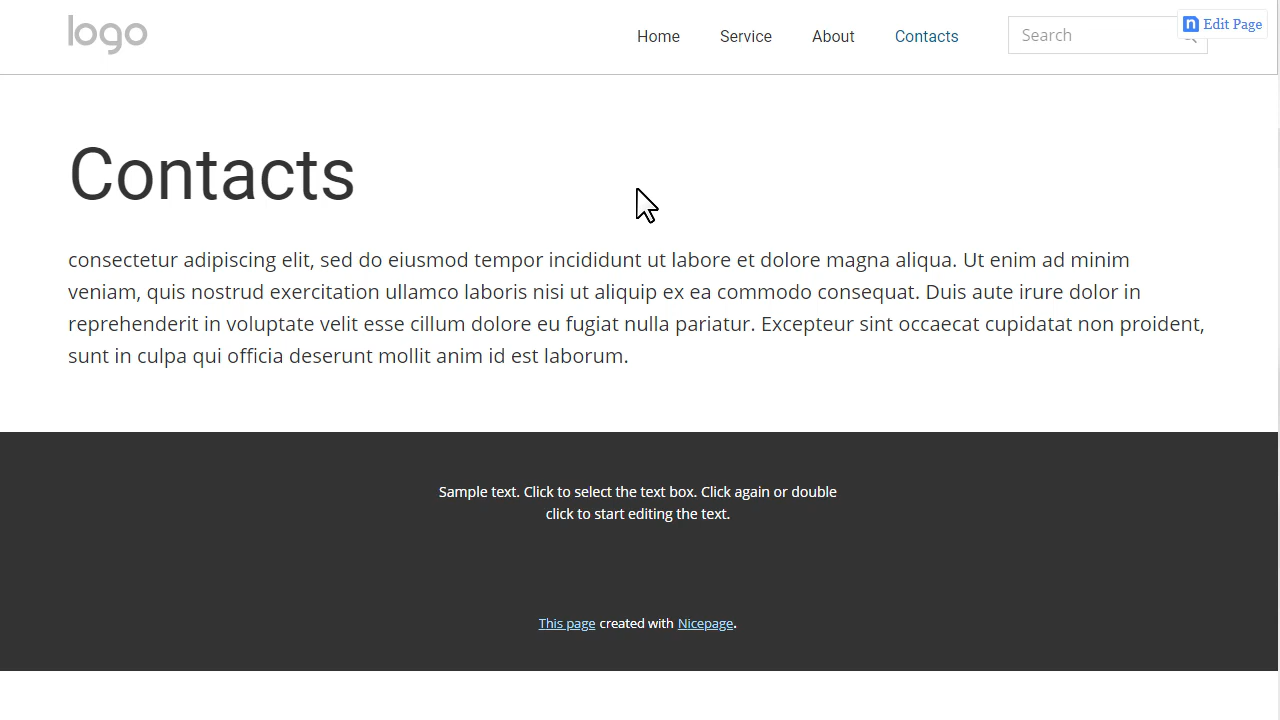 logo
Home Service About Contacts Search Edit Page
Contacts
consectetur adipiscing elit, sed do eiusmod tempor incididunt ut labore et dolore magna aliqua. Ut enim ad minim
veniam, quis nostrud exercitation ullamco laboris nisi ut aliquip ex ea commodo consequat. Duis aute irure dolor in
reprehenderit in voluptate velit esse cillum dolore eu fugiat nulla pariatur. Excepteur sint occaecat cupidatat non proident,
sunt in culpa qui officia deserunt mollit anim id est laborum.
Sample text. Click to select the text box. Click again or double
click to start editing the text.
This page created with Nicepage.